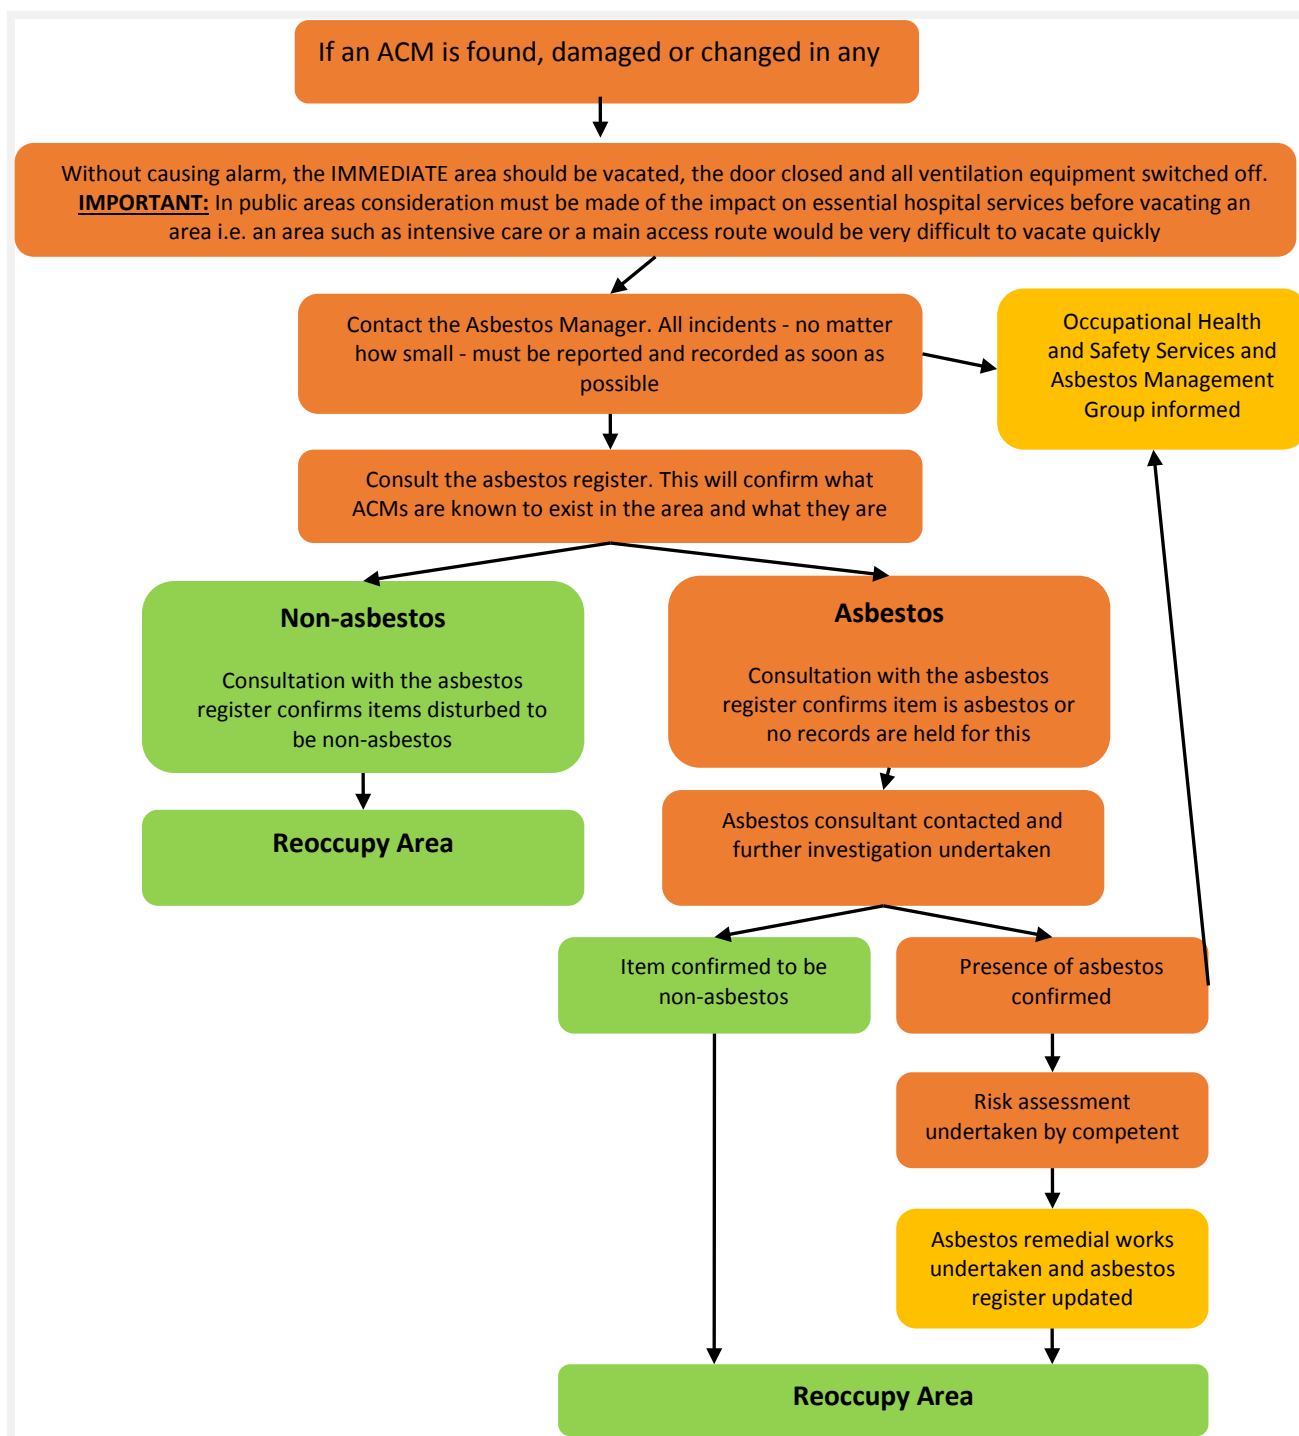 If an ACM is found, damaged or changed in any
Without causing alarm, the IMMEDIATE area should be vacated, the door closed and all ventilation equipment switched off.
IMPORTANT: In public areas consideration must be made of the impact on essential hospital services before vacating an
area i.e. an area such as intensive care or a main access route would be very difficult to vacate quickly
Contact the Asbestos Manager. All incidents - no matter
how small - must be reported and recorded as soon as
possible
Occupational Health
and Safety Services and
Asbestos Management
Group informed
Consult the asbestos register. This will confirm what
ACMs are known to exist in the area and what they are
Non-asbestos
Consultation with the asbestos
register confirms items disturbed to
be non-asbestos
Asbestos
Consultation with the asbestos
register confirms item is asbestos or
no records are held for this
Reoccupy Area
Asbestos consultant contacted and
further investigation undertaken
Item confirmed to be
non-asbestos
Presence of asbestos
confirmed
Risk assessment
undertaken by competent
Asbestos remedial works
undertaken and asbestos
register updated
Reoccupy Area